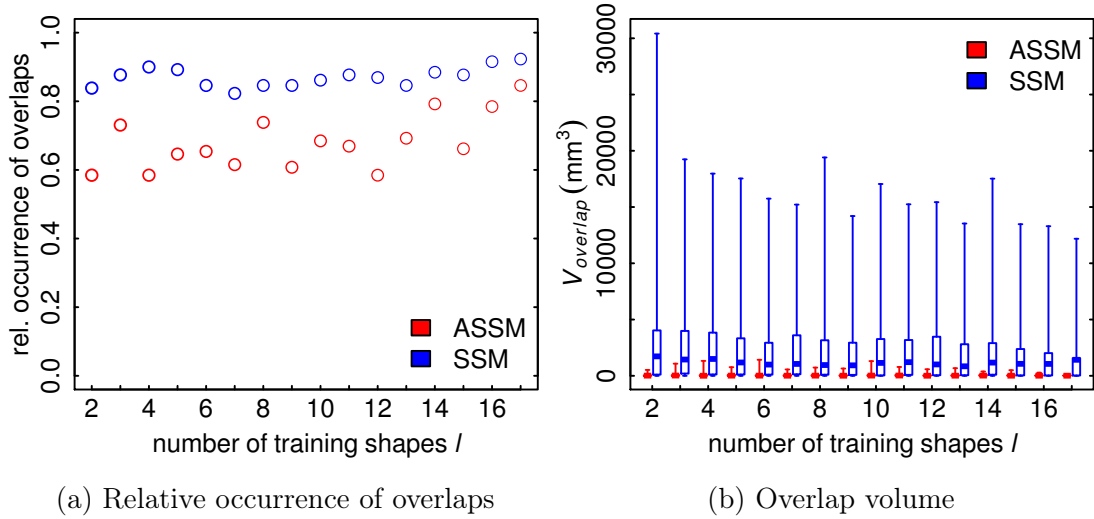 rel. occurrence of overlaps
0.0 0.2 0.4 0.6 0.8 1.0
ASSM
SSM
2 4 6 8 10 12 14 16
number of training shapes l
(a) Relative occurrence of overlaps
V_overlap (mm³)
0 10000 20000 30000
ASSM
SSM
2 4 6 8 10 12 14 16
number of training shapes l
(b) Overlap volume